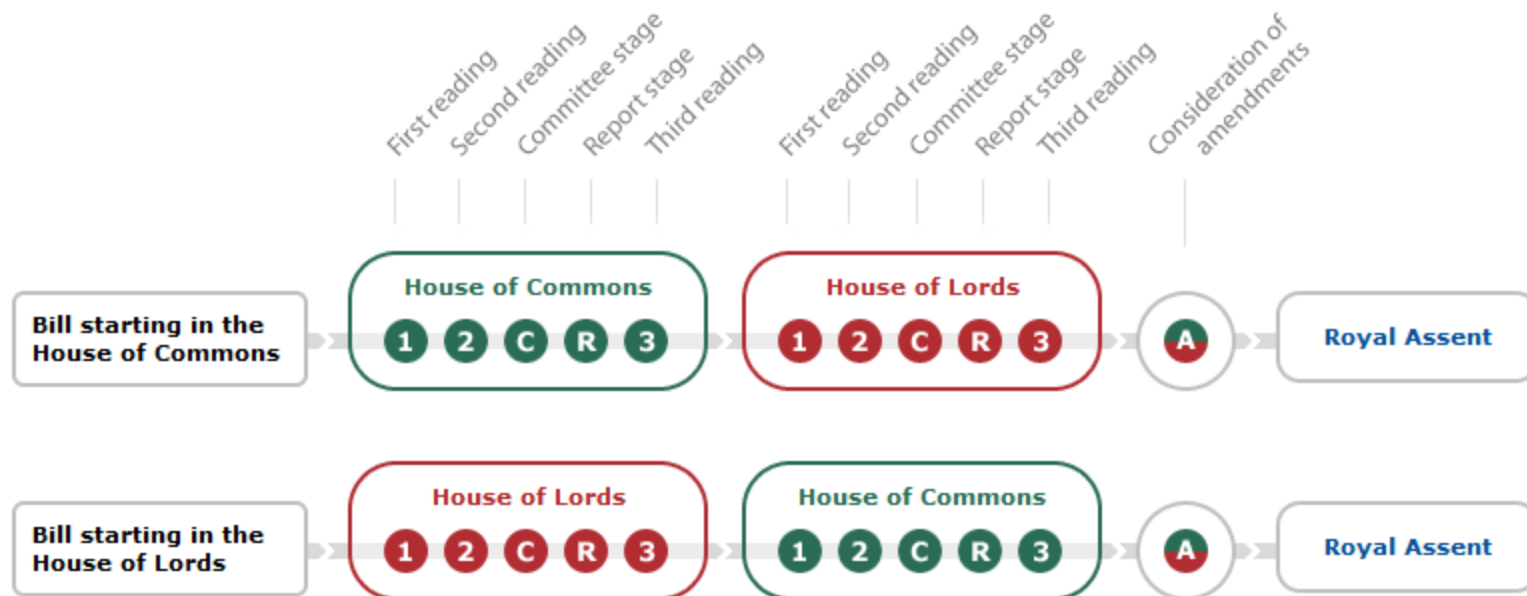 First reading
Second reading
Committee stage
Report stage
Third reading
First reading
Second reading
Committee stage
Report stage
Third reading
Consideration of
amendments
Bill starting in the
House of Commons
House of Commons
1 2 C R 3
House of Lords
1 2 C R 3
A
Royal Assent
Bill starting in the
House of Lords
House of Lords
1 2 C R 3
House of Commons
1 2 C R 3
A
Royal Assent